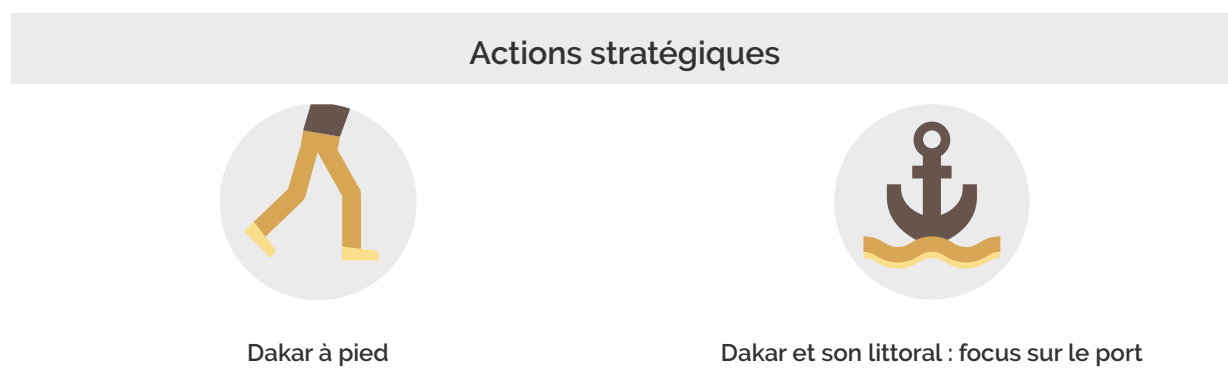 Actions stratégiques
Dakar à pied
Dakar et son littoral : focus sur le port